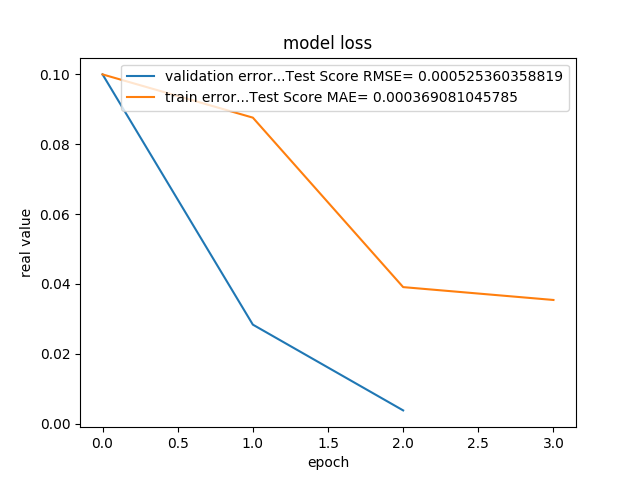 model loss
validation error...Test Score RMSE= 0.000525360358819
train error...Test Score MAE= 0.000369081045785
0.10
0.08
0.06
0.04
0.02
0.00
real value
0.0 0.5 1.0 1.5 2.0 2.5 3.0
epoch